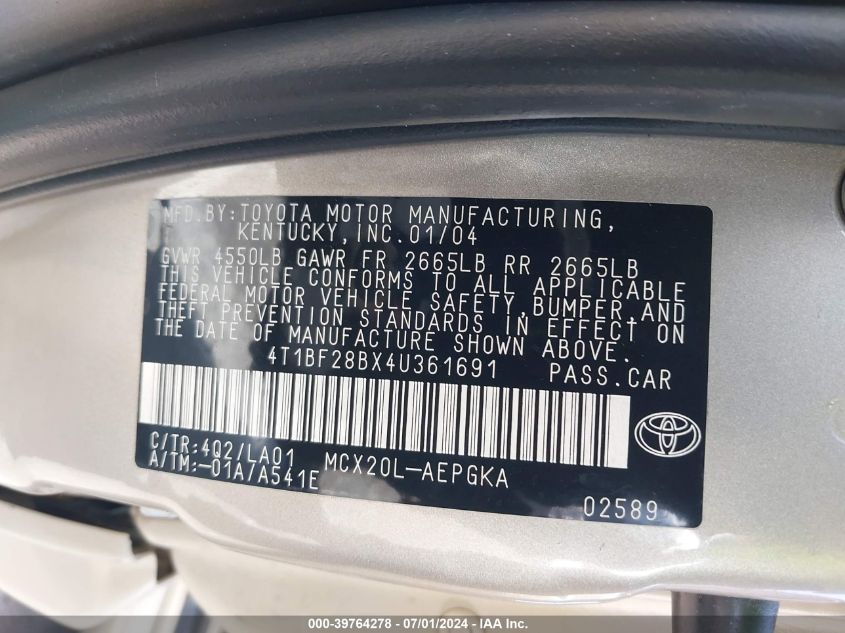 MFD.BY:TOYOTA MOTOR MANUFACTURING,
KENTUCKY,INC.01/04
GVWR 4550LB GAWR FR 2665LB RR 2665LB
THIS VEHICLE CONFORMS TO ALL APPLICABLE
FEDERAL MOTOR VEHICLE SAFETY,BUMPER,AND
THEFT PREVENTION STANDARDS IN EFFECT ON
THE DATE OF MANUFACTURE SHOWN ABOVE.
4T1BF28BX4U361691 PASS.CAR
C/TR:4Q2/LA01 MCX20L-AEPGKA
A/TM:-01A/A541E
02589
000-39764278 - 07/01/2024 - IAA Inc.